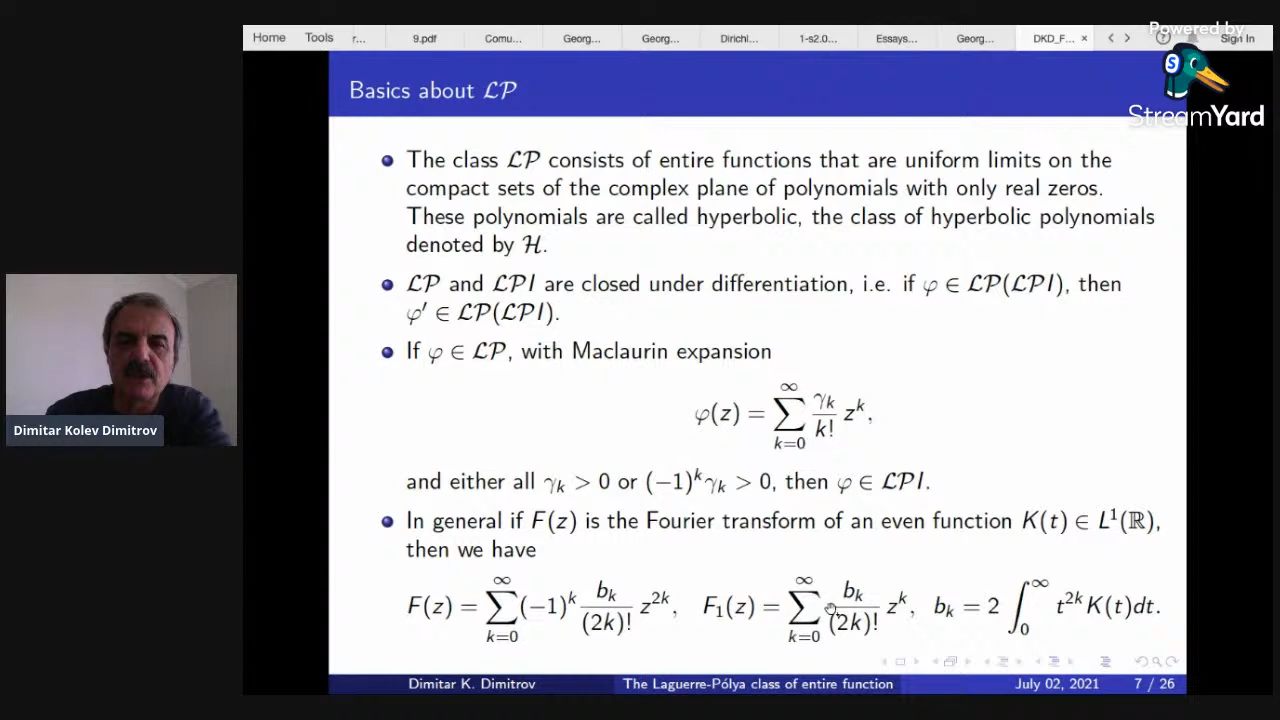 Home Tools r... 9.pdf Comu... Georg... Georg... Dirichl... 1-s2.0... Essays... Georg... DKD_F... × Sign In
Powered by
StreamYard
Basics about ℒ𝒫
The class ℒ𝒫 consists of entire functions that are uniform limits on the
compact sets of the complex plane of polynomials with only real zeros.
These polynomials are called hyperbolic, the class of hyperbolic polynomials
denoted by ℋ.
ℒ𝒫 and ℒ𝒫I are closed under differentiation, i.e. if φ ∈ ℒ𝒫(ℒ𝒫I), then
φ′ ∈ ℒ𝒫(ℒ𝒫I).
If φ ∈ ℒ𝒫, with Maclaurin expansion
φ(z) = ∑_{k=0}^{∞} γ_k/k! z^k,
and either all γ_k > 0 or (−1)^k γ_k > 0, then φ ∈ ℒ𝒫I.
In general if F(z) is the Fourier transform of an even function K(t) ∈ L¹(ℝ),
then we have
F(z) = ∑_{k=0}^{∞} (−1)^k b_k/(2k)! z^{2k}, F₁(z) = ∑_{k=0}^{∞} b_k/(2k)! z^k, b_k = 2 ∫_0^∞ t^{2k} K(t)dt.
Dimitar K. Dimitrov The Laguerre-Pólya class of entire function July 02, 2021 7 / 26
Dimitar Kolev Dimitrov